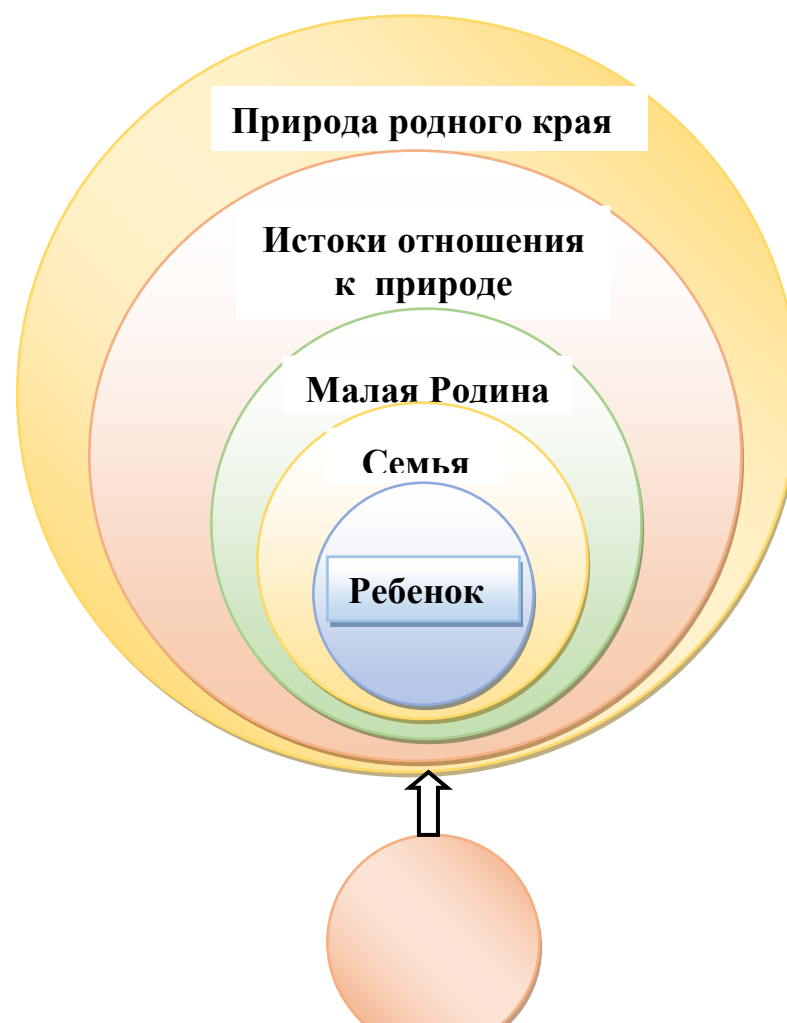 Природа родного края
Истоки отношения
к природе
Малая Родина
Семья
Ребенок